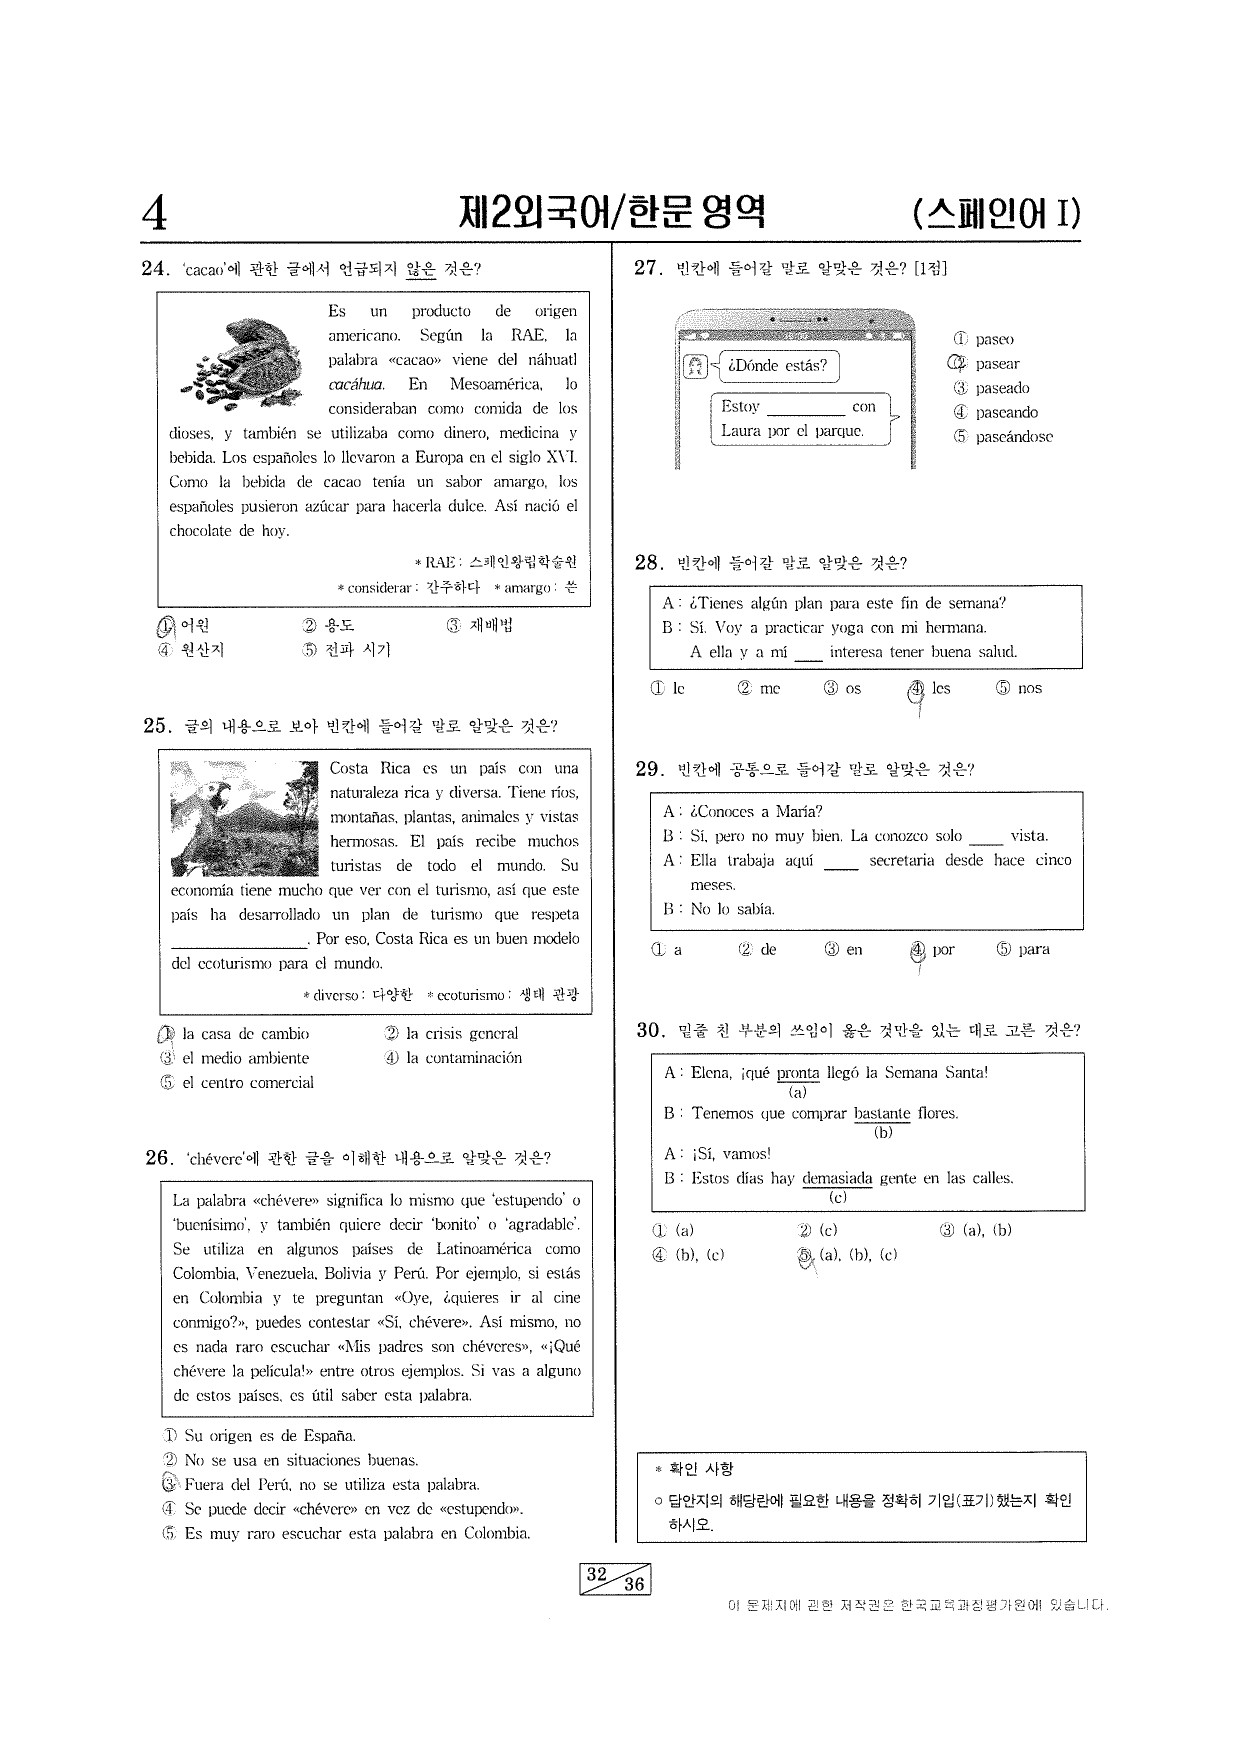 4
제2외국어/한문 영역
(스페인어 I)
24. ‘cacao’에 관한 글에서 언급되지 않은 것은?
Es un producto de origen
americano. Según la RAE, la
palabra «cacao» viene del náhuatl
cacáhua. En Mesoamérica, lo
consideraban como comida de los
dioses, y también se utilizaba como dinero, medicina y
bebida. Los españoles lo llevaron a Europa en el siglo XVI.
Como la bebida de cacao tenía un sabor amargo, los
españoles pusieron azúcar para hacerla dulce. Así nació el
chocolate de hoy.
* RAE : 스페인왕립학술원
* considerar : 간주하다 * amargo : 쓴
① 어원 ② 용도 ③ 재배법
④ 원산지 ⑤ 전파 시기
25. 글의 내용으로 보아 빈칸에 들어갈 말로 알맞은 것은?
Costa Rica es un país con una
naturaleza rica y diversa. Tiene ríos,
montañas, plantas, animales y vistas
hermosas. El país recibe muchos
turistas de todo el mundo. Su
economía tiene mucho que ver con el turismo, así que este
país ha desarrollado un plan de turismo que respeta
__________. Por eso, Costa Rica es un buen modelo
del ecoturismo para el mundo.
* diverso : 다양한 * ecoturismo : 생태 관광
① la casa de cambio ② la crisis general
③ el medio ambiente ④ la contaminación
⑤ el centro comercial
26. ‘chévere’에 관한 글을 이해한 내용으로 알맞은 것은?
La palabra «chévere» significa lo mismo que ‘estupendo’ o
‘buenísimo’, y también quiere decir ‘bonito’ o ‘agradable’.
Se utiliza en algunos países de Latinoamérica como
Colombia, Venezuela, Bolivia y Perú. Por ejemplo, si estás
en Colombia y te preguntan «Oye, ¿quieres ir al cine
conmigo?», puedes contestar «Sí, chévere». Así mismo, no
es nada raro escuchar «Mis padres son chéveres», «¡Qué
chévere la película!» entre otros ejemplos. Si vas a alguno
de estos países, es útil saber esta palabra.
① Su origen es de España.
② No se usa en situaciones buenas.
③ Fuera del Perú, no se utiliza esta palabra.
④ Se puede decir «chévere» en vez de «estupendo».
⑤ Es muy raro escuchar esta palabra en Colombia.
27. 빈칸에 들어갈 말로 알맞은 것은? [1점]
¿Dónde estás?
Estoy __________ con
Laura por el parque.
① paseo
② pasear
③ paseado
④ paseando
⑤ paseándose
28. 빈칸에 들어갈 말로 알맞은 것은?
A : ¿Tienes algún plan para este fin de semana?
B : Sí. Voy a practicar yoga con mi hermana.
A ella y a mí ____ interesa tener buena salud.
① le ② me ③ os ④ les ⑤ nos
29. 빈칸에 공통으로 들어갈 말로 알맞은 것은?
A : ¿Conoces a María?
B : Sí, pero no muy bien. La conozco solo ____ vista.
A : Ella trabaja aquí ____ secretaria desde hace cinco
meses.
B : No lo sabía.
① a ② de ③ en ④ por ⑤ para
30. 밑줄 친 부분의 쓰임이 옳은 것만을 있는 대로 고른 것은?
A : Elena, ¡qué pronta llegó la Semana Santa!
(a)
B : Tenemos que comprar bastante flores.
(b)
A : ¡Sí, vamos!
B : Estos días hay demasiada gente en las calles.
(c)
① (a) ② (c) ③ (a), (b)
④ (b), (c) ⑤ (a), (b), (c)
* 확인 사항
○ 답안지의 해당란에 필요한 내용을 정확히 기입(표기)했는지 확인
하시오.
32
36
이 문제지에 관한 저작권은 한국교육과정평가원에 있습니다.